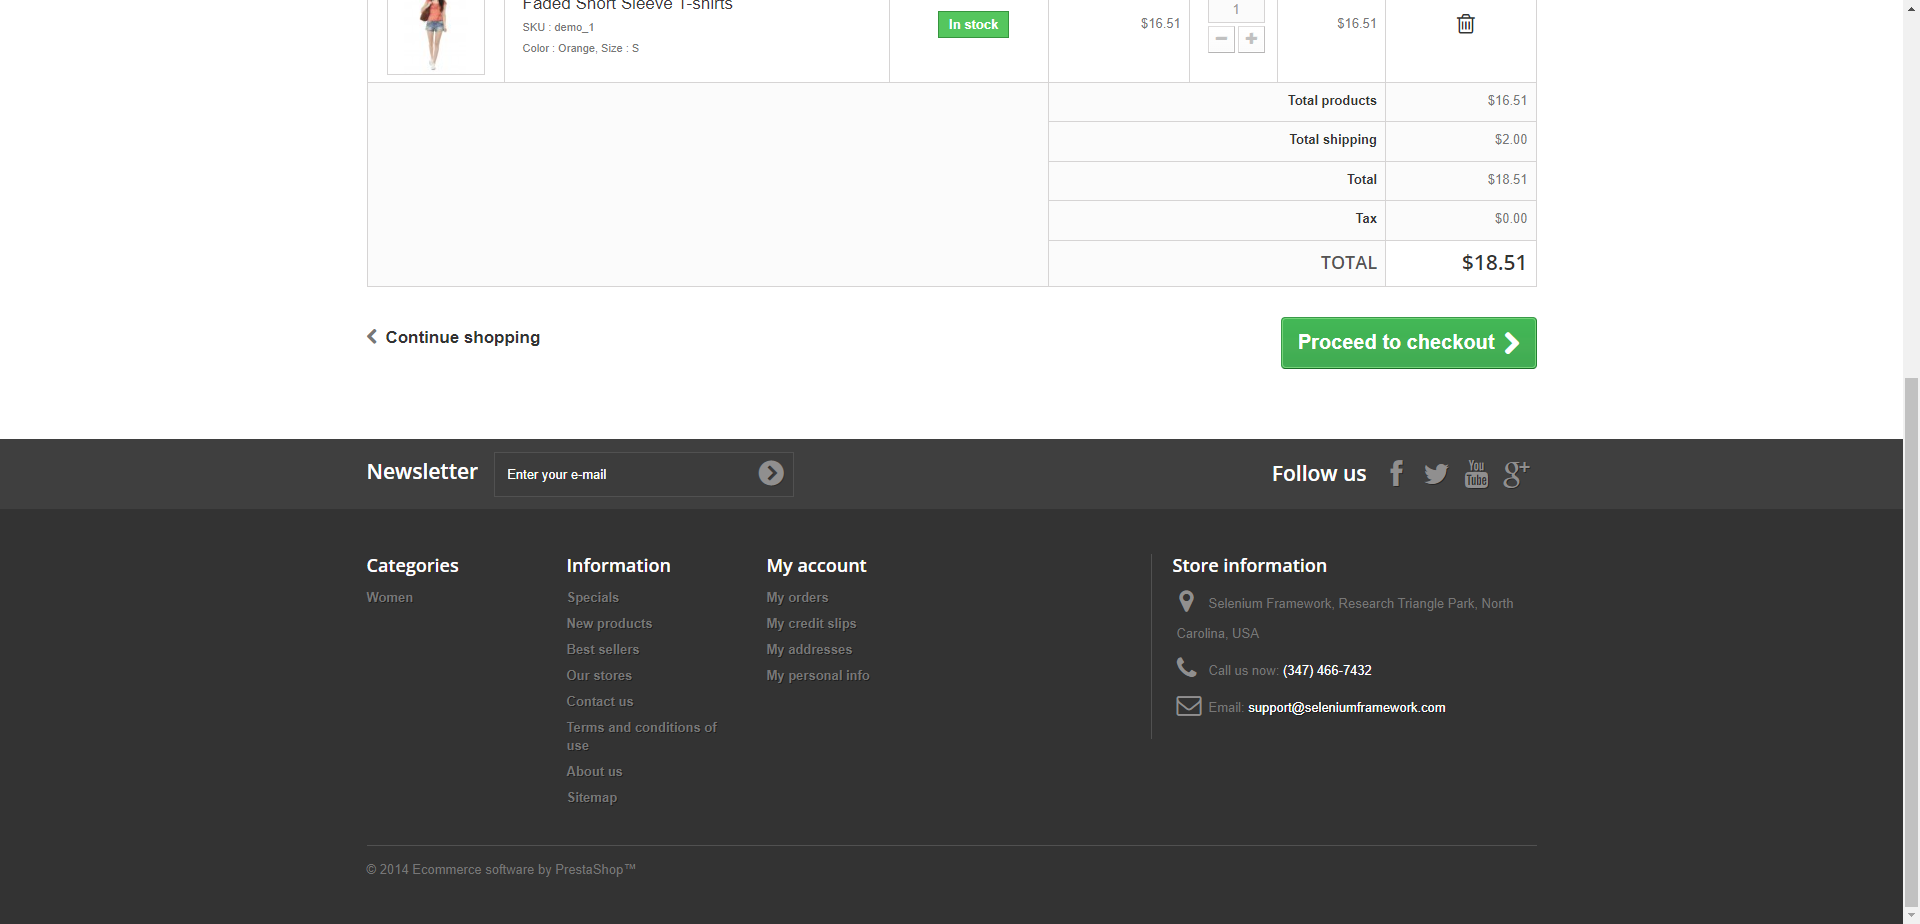 Faded Short Sleeve T-shirts
SKU : demo_1
Color : Orange, Size : S
In stock
$16.51
1
$16.51
Total products $16.51
Total shipping $2.00
Total $18.51
Tax $0.00
TOTAL $18.51
Continue shopping
Proceed to checkout
Newsletter
Enter your e-mail
Follow us
You
Tube
g+
Categories
Women
Information
Specials
New products
Best sellers
Our stores
Contact us
Terms and conditions of
use
About us
Sitemap
My account
My orders
My credit slips
My addresses
My personal info
Store information
Selenium Framework, Research Triangle Park, North
Carolina, USA
Call us now: (347) 466-7432
Email: support@seleniumframework.com
© 2014 Ecommerce software by PrestaShop™